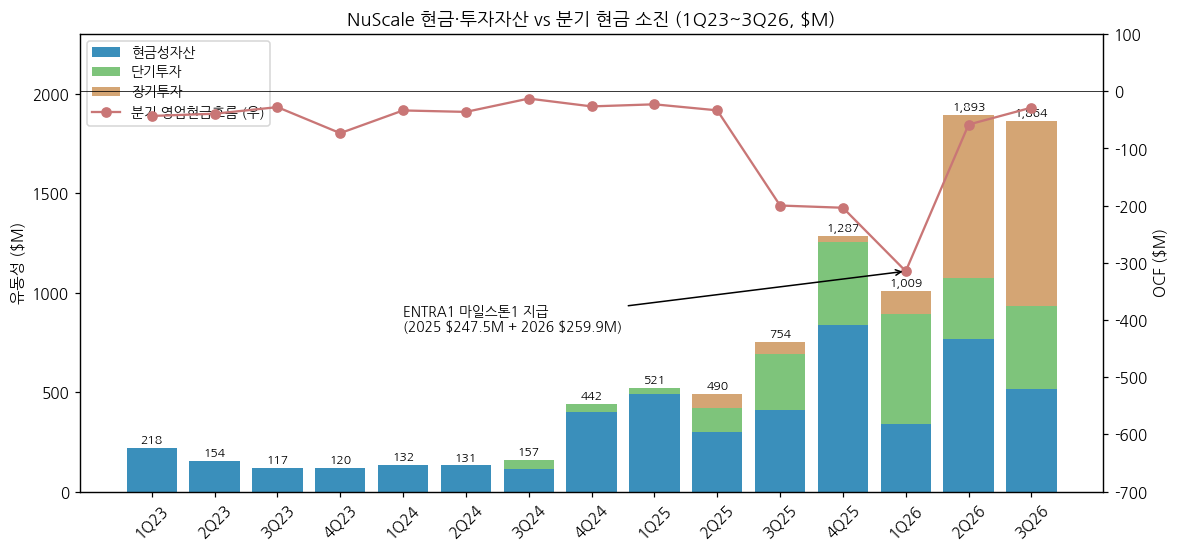 NuScale 현금·투자자산 vs 분기 현금 소진 (1Q23~3Q26, $M)
현금성자산
단기투자
장기투자
분기 영업현금흐름 (우)
유동성 ($M)
2000
1500
1000
500
0
100
0
-100
-200
-300
-400
-500
-600
-700
OCF ($M)
218
154
117
120
132
131
157
442
521
490
754
1,287
1,009
1,893
1,864
ENTRA1 마일스톤1 지급
(2025 $247.5M + 2026 $259.9M)
1Q23
2Q23
3Q23
4Q23
1Q24
2Q24
3Q24
4Q24
1Q25
2Q25
3Q25
4Q25
1Q26
2Q26
3Q26